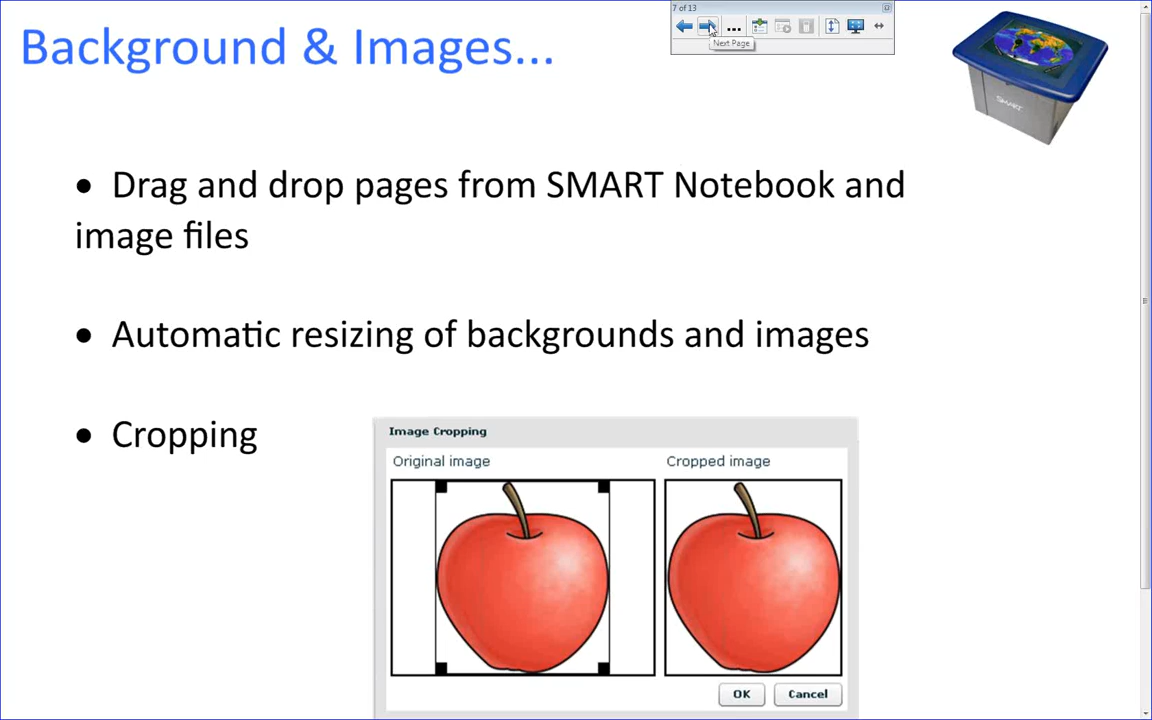 7 of 13
Next Page
Background & Images...
SMART
• Drag and drop pages from SMART Notebook and
image files
• Automatic resizing of backgrounds and images
• Cropping
Image Cropping
Original image
Cropped image
OK
Cancel